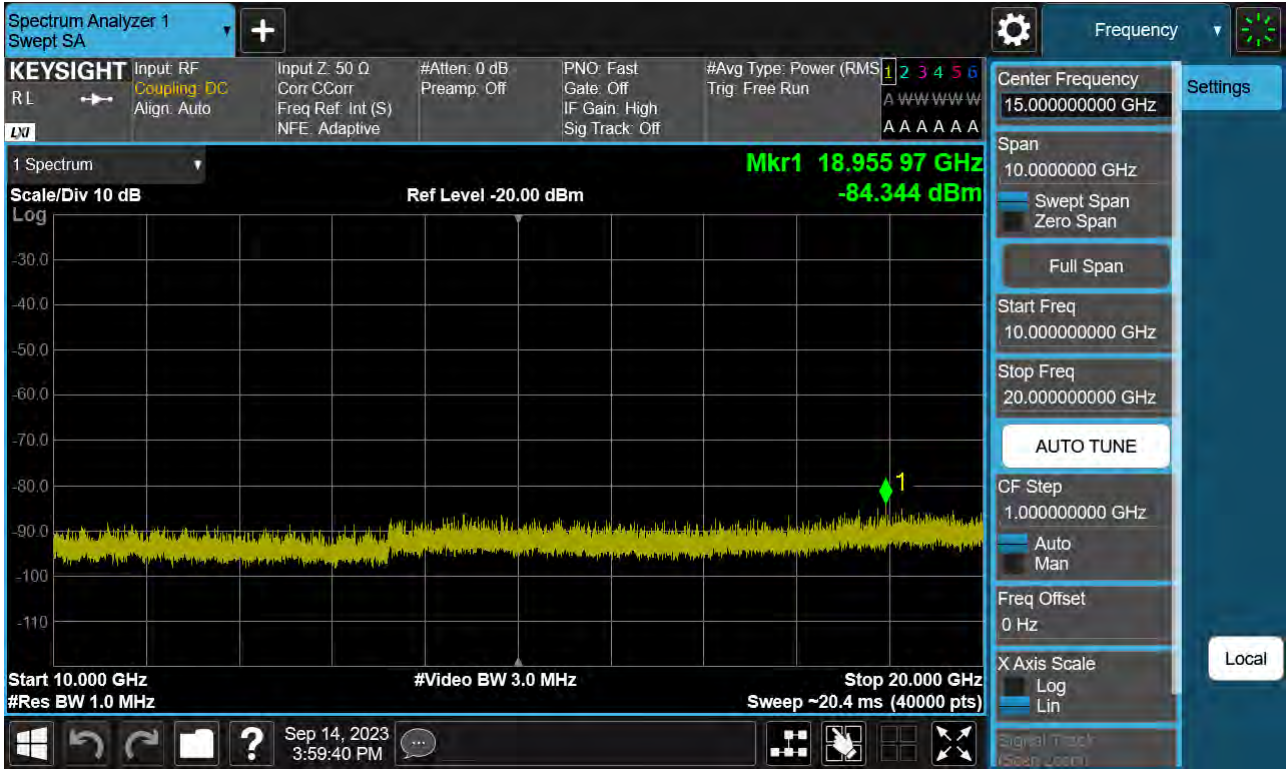 Spectrum Analyzer 1
Swept SA
Frequency
KEYSIGHT
R L
LXI
Input: RF
Coupling: DC
Align: Auto
Input Z: 50 Ω
Corr CCorr
Freq Ref: Int (S)
NFE: Adaptive
#Atten: 0 dB
Preamp: Off
PNO: Fast
Gate: Off
IF Gain: High
Sig Track: Off
#Avg Type: Power (RMS
Trig: Free Run
1 2 3 4 5 6
A W W W W W
A A A A A A
1 Spectrum
Mkr1 18.955 97 GHz
Scale/Div 10 dB
Ref Level -20.00 dBm
-84.344 dBm
Log
-30.0
-40.0
-50.0
-60.0
-70.0
-80.0
1
-90.0
-100
-110
Start 10.000 GHz
#Video BW 3.0 MHz
Stop 20.000 GHz
#Res BW 1.0 MHz
Sweep ~20.4 ms (40000 pts)
Center Frequency
15.000000000 GHz
Settings
Span
10.0000000 GHz
Swept Span
Zero Span
Full Span
Start Freq
10.000000000 GHz
Stop Freq
20.000000000 GHz
AUTO TUNE
CF Step
1.000000000 GHz
Auto
Man
Freq Offset
0 Hz
X Axis Scale
Log
Lin
Local
Signal Track
(Span Zoom)
?
Sep 14, 2023
3:59:40 PM